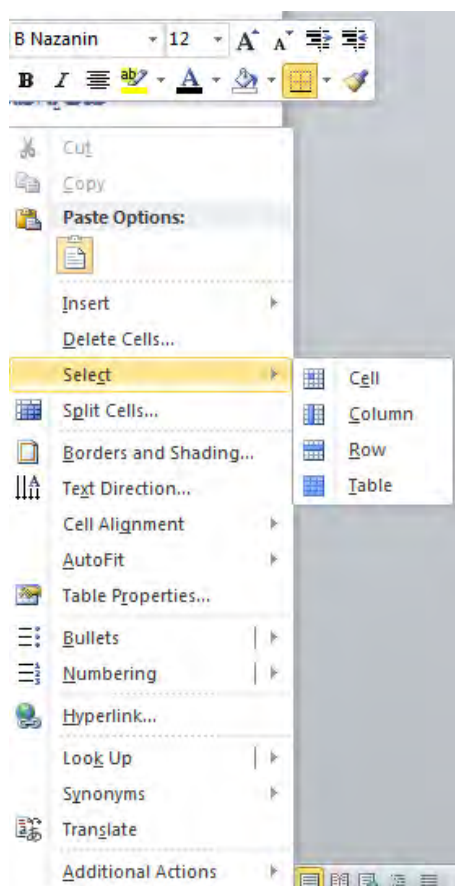 B Nazanin 12 A A
B I ab A
Cut
Copy
Paste Options:
Insert
Delete Cells...
Select
Cell
Split Cells...
Column
Borders and Shading...
Row
Text Direction...
Table
Cell Alignment
AutoFit
Table Properties...
Bullets
Numbering
Hyperlink...
Look Up
Synonyms
Translate
Additional Actions